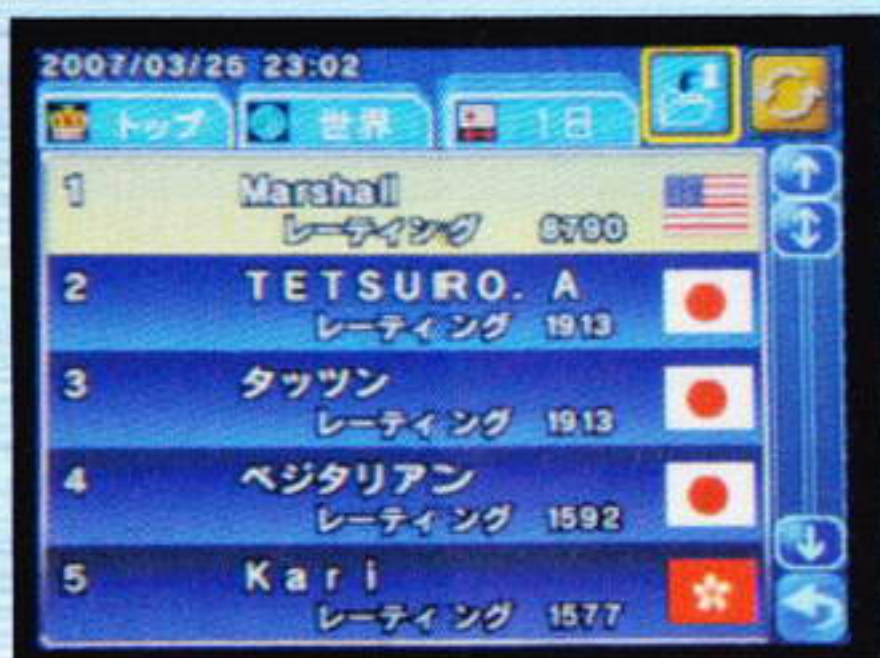 2007/03/25 23:02
トップ 世界 1日
1 Marshall
レーティング 8790
2 TETSURO. A
レーティング 1913
3 タッツン
レーティング 1913
4 ベジタリアン
レーティング 1592
5 Kari
レーティング 1577